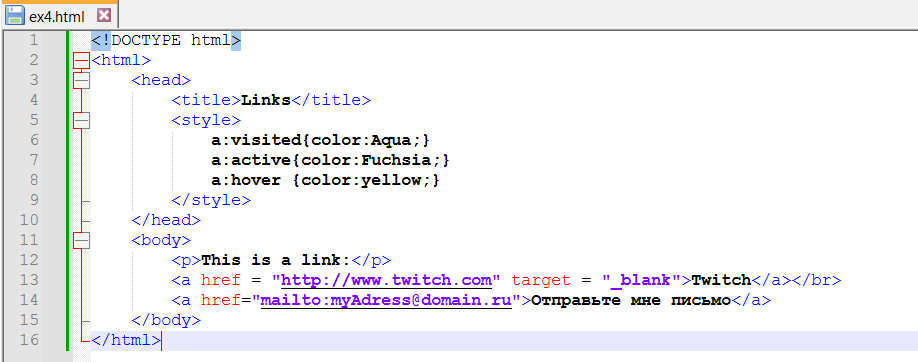 ex4.html
1 <!DOCTYPE html>
2 <html>
3 <head>
4 <title>Links</title>
5 <style>
6 a:visited{color:Aqua;}
7 a:active{color:Fuchsia;}
8 a:hover {color:yellow;}
9 </style>
10 </head>
11 <body>
12 <p>This is a link:</p>
13 <a href = "http://www.twitch.com" target = "_blank">Twitch</a></br>
14 <a href="mailto:myAdress@domain.ru">Отправьте мне письмо</a>
15 </body>
16 </html>